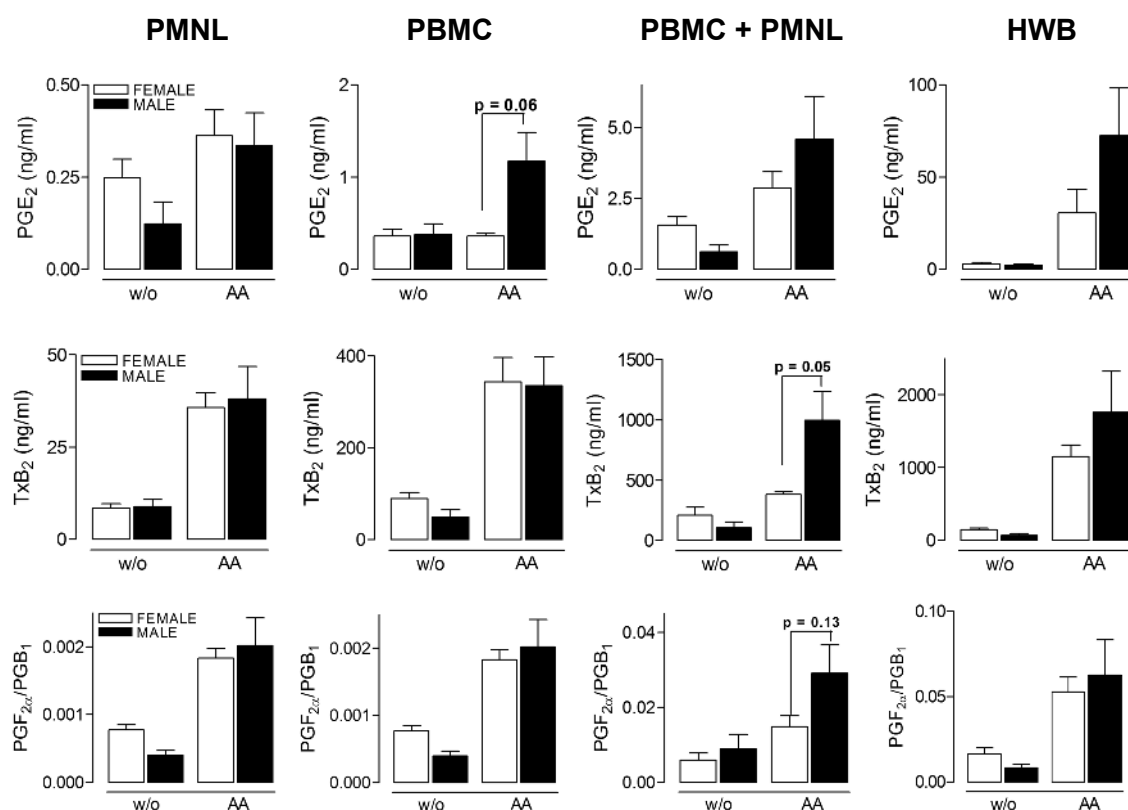 PMNL PBMC PBMC + PMNL HWB
FEMALE
MALE
PGE2 (ng/ml)
0.50
0.25
0.00
w/o AA
PGE2 (ng/ml)
2
1
0
p = 0.06
w/o AA
PGE2 (ng/ml)
5.0
2.5
0.0
w/o AA
PGE2 (ng/ml)
100
50
0
w/o AA
FEMALE
MALE
TxB2 (ng/ml)
50
25
0
w/o AA
TxB2 (ng/ml)
400
200
0
w/o AA
TxB2 (ng/ml)
1500
1000
500
0
p = 0.05
w/o AA
TxB2 (ng/ml)
2000
1000
0
w/o AA
FEMALE
MALE
PGF2α/PGB1
0.002
0.001
0.000
w/o AA
PGF2α/PGB1
0.002
0.001
0.000
w/o AA
PGF2α/PGB1
0.04
0.02
0.00
p = 0.13
w/o AA
PGF2α/PGB1
0.10
0.05
0.00
w/o AA